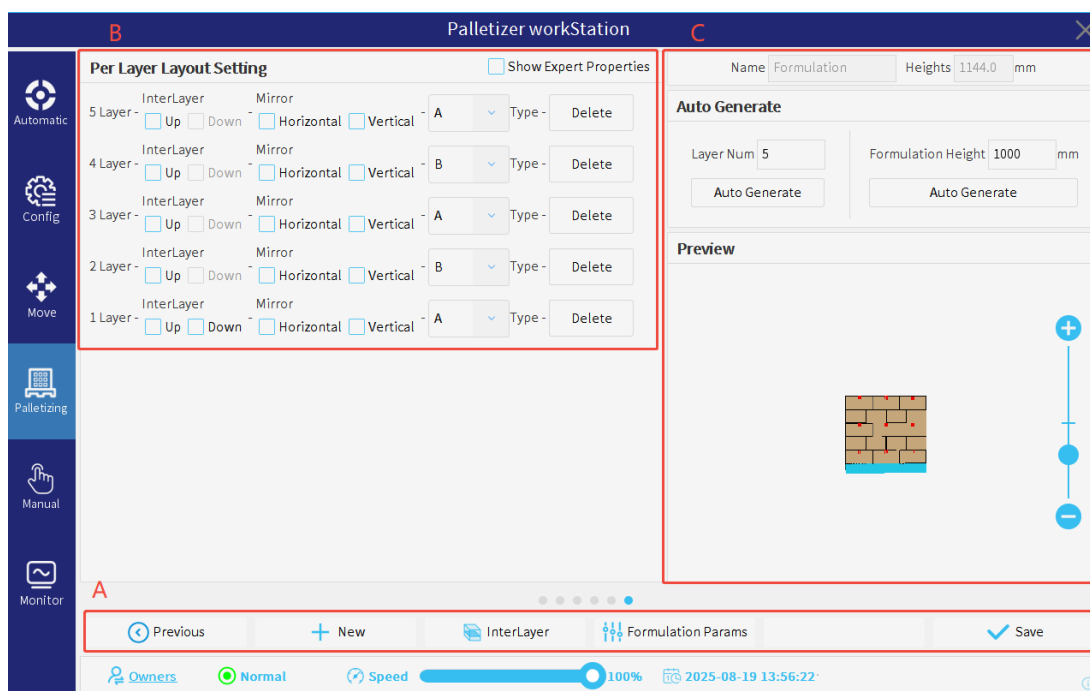 B
Palletizer workStation
C
Per Layer Layout Setting
Show Expert Properties
5 Layer - InterLayer Up Down - Mirror Horizontal Vertical - A Type - Delete
4 Layer - InterLayer Up Down - Mirror Horizontal Vertical - B Type - Delete
3 Layer - InterLayer Up Down - Mirror Horizontal Vertical - A Type - Delete
2 Layer - InterLayer Up Down - Mirror Horizontal Vertical - B Type - Delete
1 Layer - InterLayer Up Down - Mirror Horizontal Vertical - A Type - Delete
Name Formulation Heights 1144.0 mm
Auto Generate
Layer Num 5
Auto Generate
Formulation Height 1000 mm
Auto Generate
Preview
Automatic
Config
Move
Palletizing
Manual
Monitor
A
Previous
New
InterLayer
Formulation Params
Save
Owners
Normal
Speed
100%
2025-08-19 13:56:22